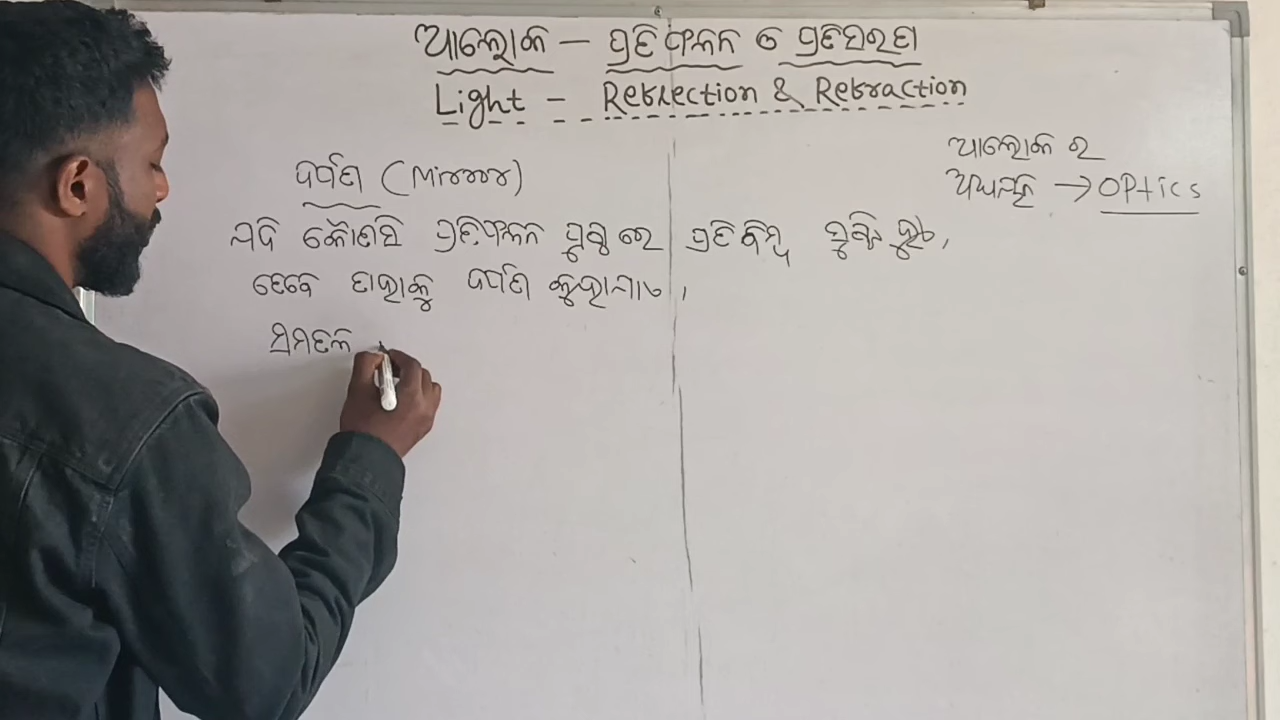 ଆଲୋକ – ପ୍ରତିଫଳନ ଓ ପ୍ରତିସରଣ
Light - Reflection & Refraction
ଆଲୋକ ର
ଅଧ୍ୟୟନ → Optics
ଦର୍ପଣ (Mirror)
ଯଦି କୌଣସି ପ୍ରତିଫଳନ ପୃଷ୍ଠ ରେ ପ୍ରତିବିମ୍ବ ସୃଷ୍ଟି ହୁଏ,
ତେବେ ତାହାକୁ ଦର୍ପଣ କୁହାଯାଏ,
ସମତଳ